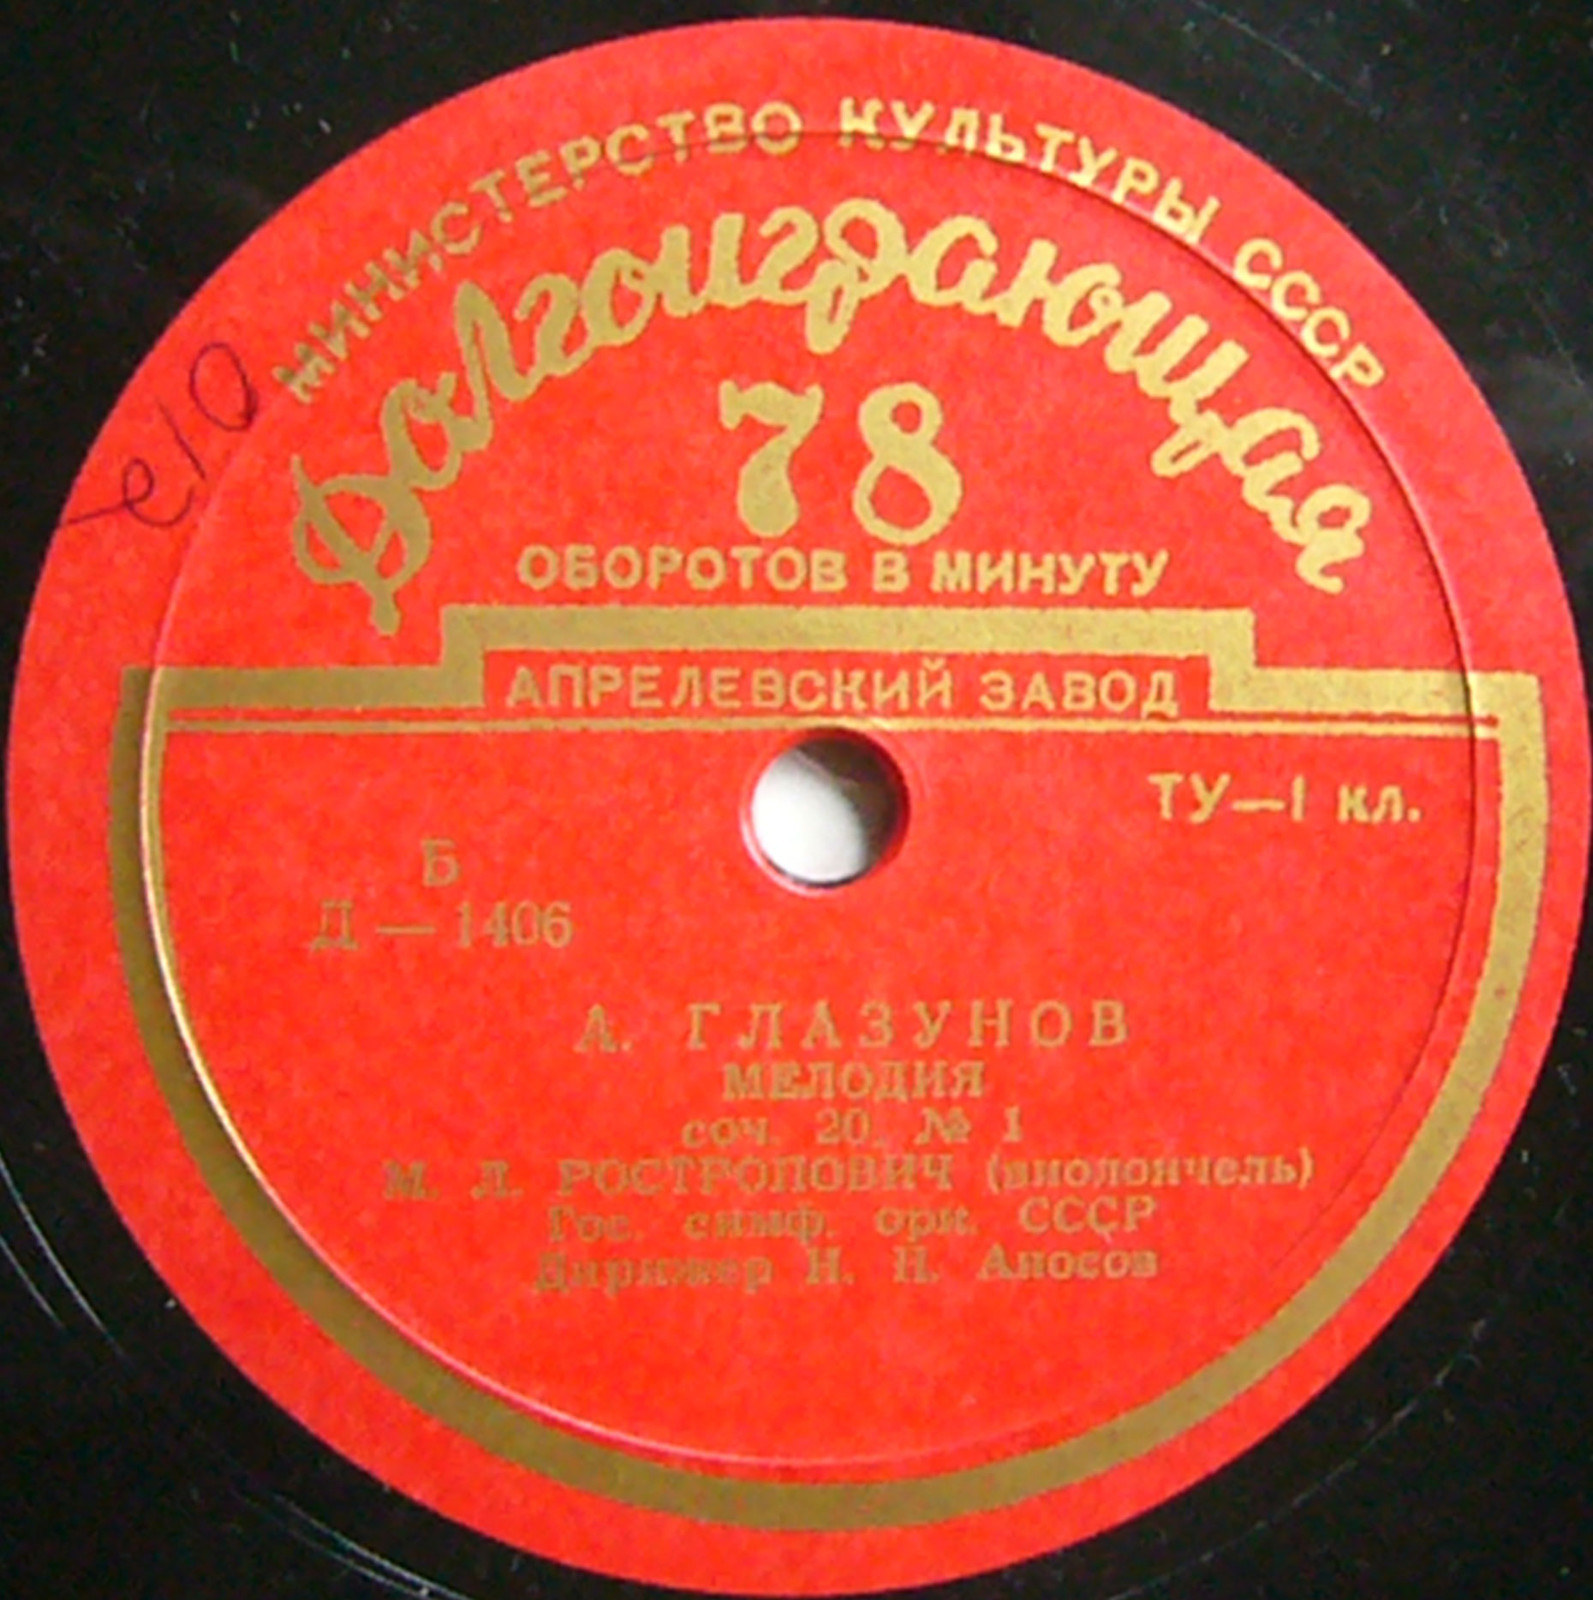 МИНИСТЕРСТВО КУЛЬТУРЫ СССР
Долгоиграющая
78
ОБОРОТОВ В МИНУТУ
АПРЕЛЕВСКИЙ ЗАВОД
ТУ—1 кл.
Б
Д — 1406
А. ГЛАЗУНОВ
МЕЛОДИЯ
соч. 20, № 1
М. Л. РОСТРОПОВИЧ (виолончель)
Гос. симф. орк. СССР
Дирижер Н. П. Аносов